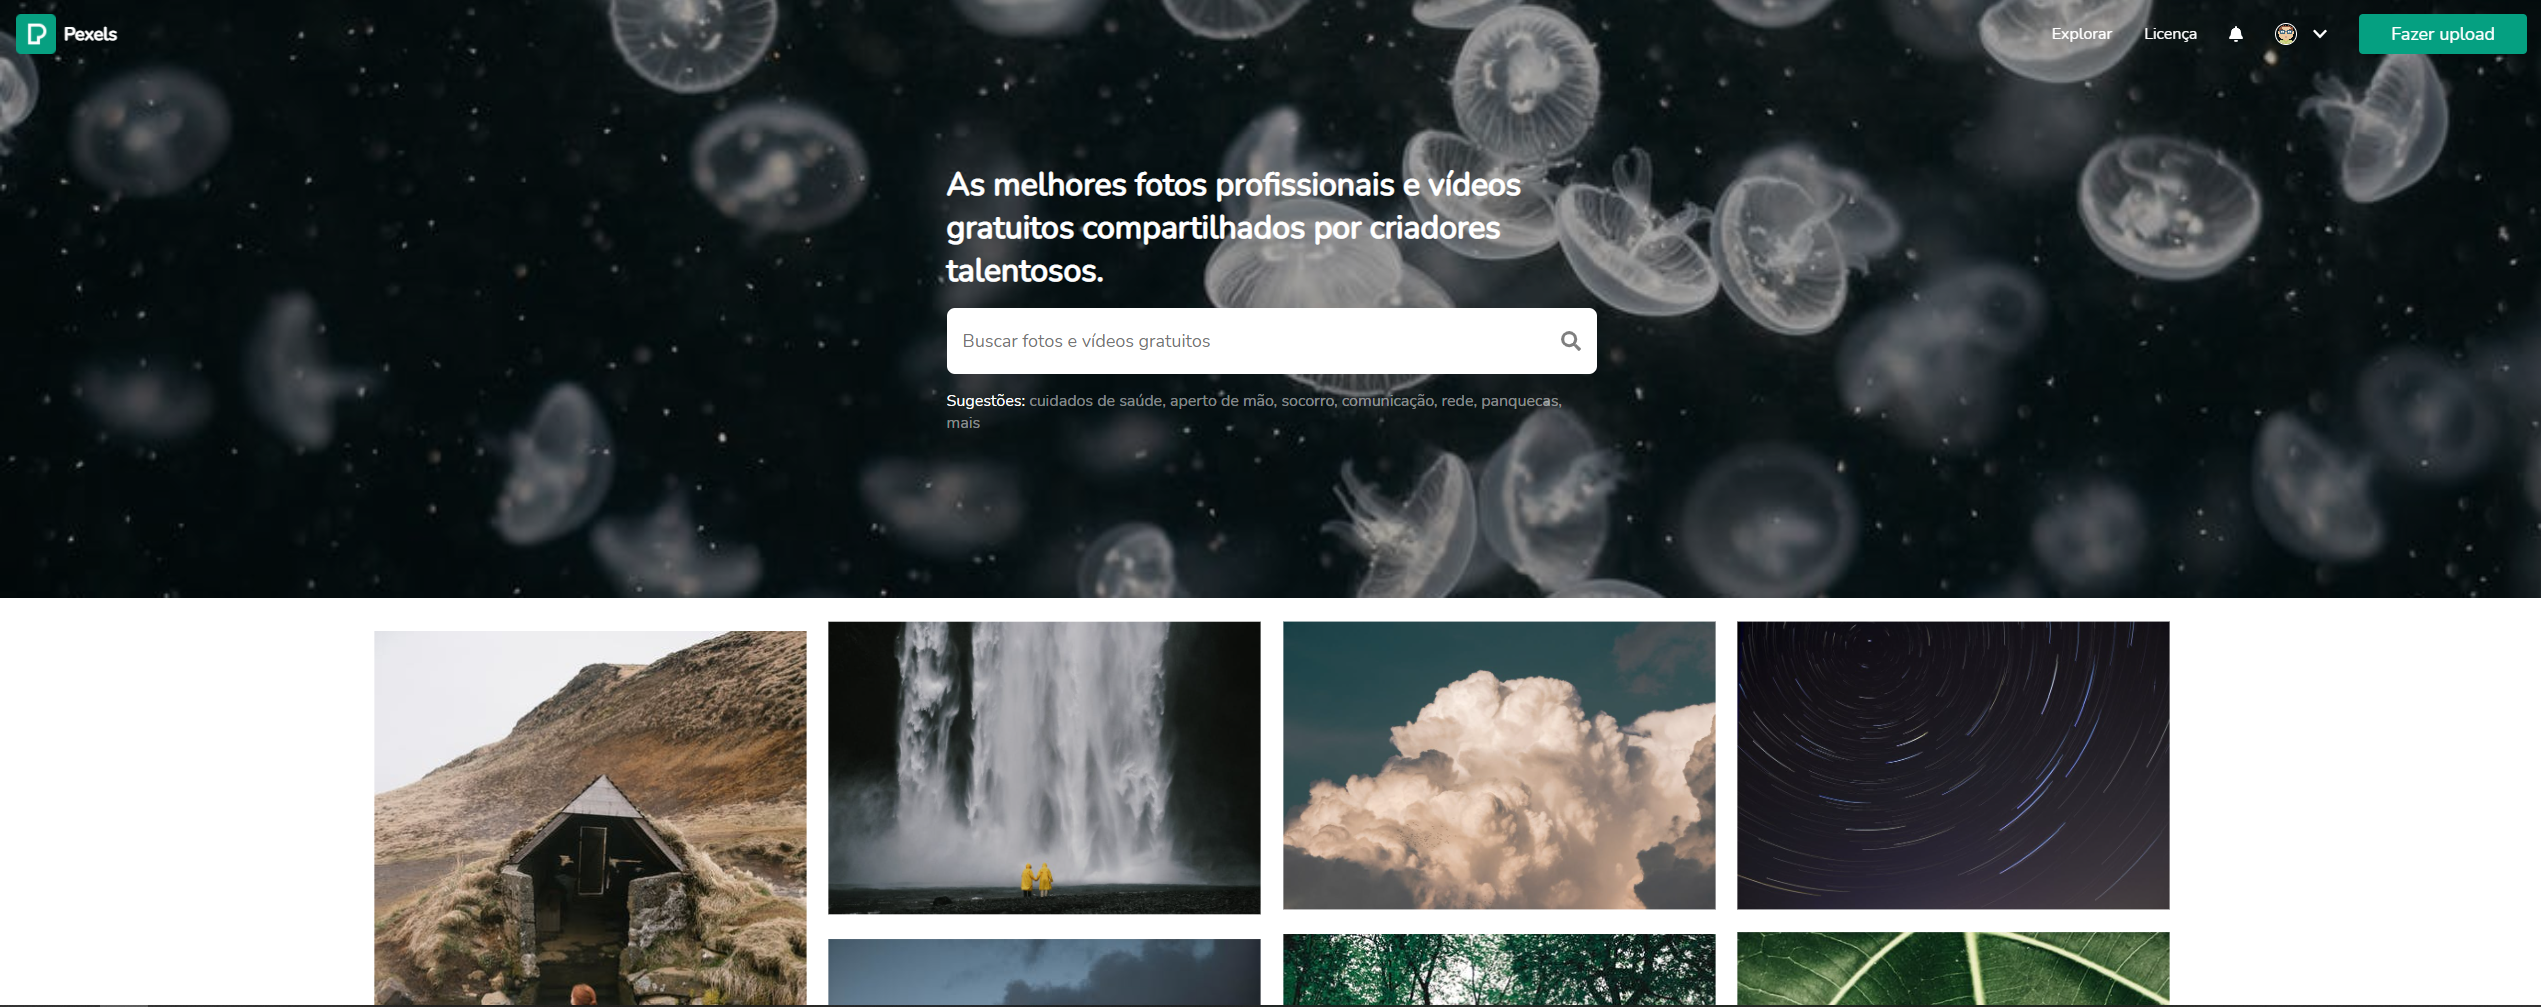 Pexels
Explorar
Licença
Fazer upload
As melhores fotos profissionais e vídeos
gratuitos compartilhados por criadores
talentosos.
Buscar fotos e vídeos gratuitos
Sugestões: cuidados de saúde, aperto de mão, socorro, comunicação, rede, panquecas,
mais